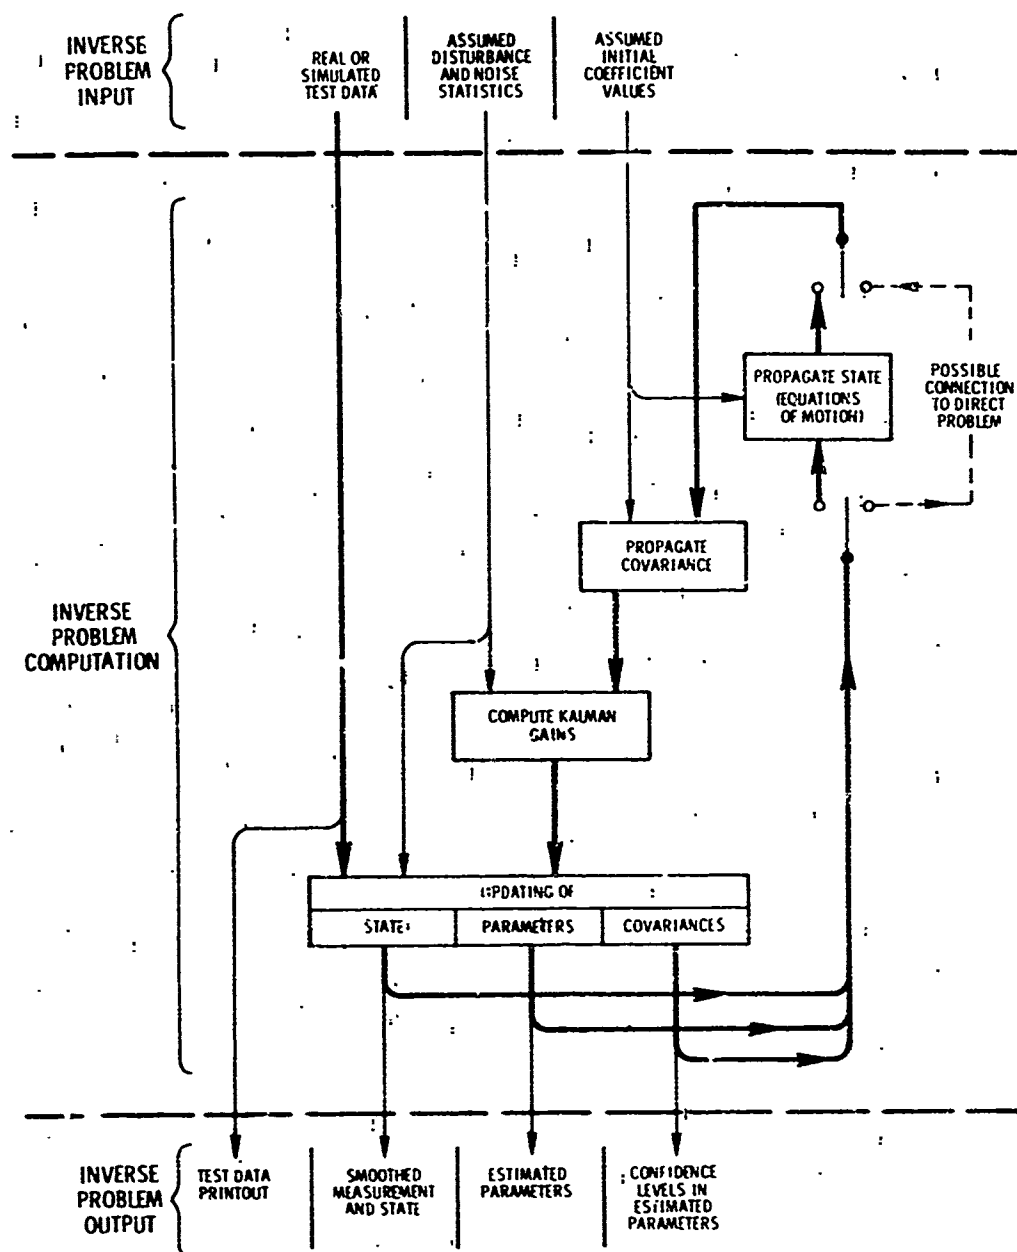 INVERSE
PROBLEM
INPUT
REAL OR
SIMULATED
TEST DATA
ASSUMED
DISTURBANCE
AND NOISE
STATISTICS
ASSUMED
INITIAL
COEFFICIENT
VALUES
PROPAGATE STATE
(EQUATIONS
OF MOTION)
POSSIBLE
CONNECTION
TO DIRECT
PROBLEM
PROPAGATE
COVARIANCE
INVERSE
PROBLEM
COMPUTATION
COMPUTE KALMAN
GAINS
UPDATING OF
STATE
PARAMETERS
COVARIANCES
INVERSE
PROBLEM
OUTPUT
TEST DATA
PRINTOUT
SMOOTHED
MEASUREMENT
AND STATE
ESTIMATED
PARAMETERS
CONFIDENCE
LEVELS IN
ESTIMATED
PARAMETERS